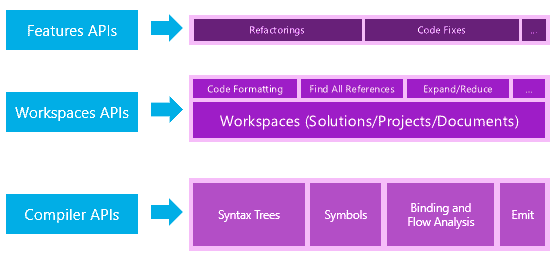 Features APIs
Refactorings
Code Fixes
...
Workspaces APIs
Code Formatting
Find All References
Expand/Reduce
...
Workspaces (Solutions/Projects/Documents)
Compiler APIs
Syntax Trees
Symbols
Binding and
Flow Analysis
Emit